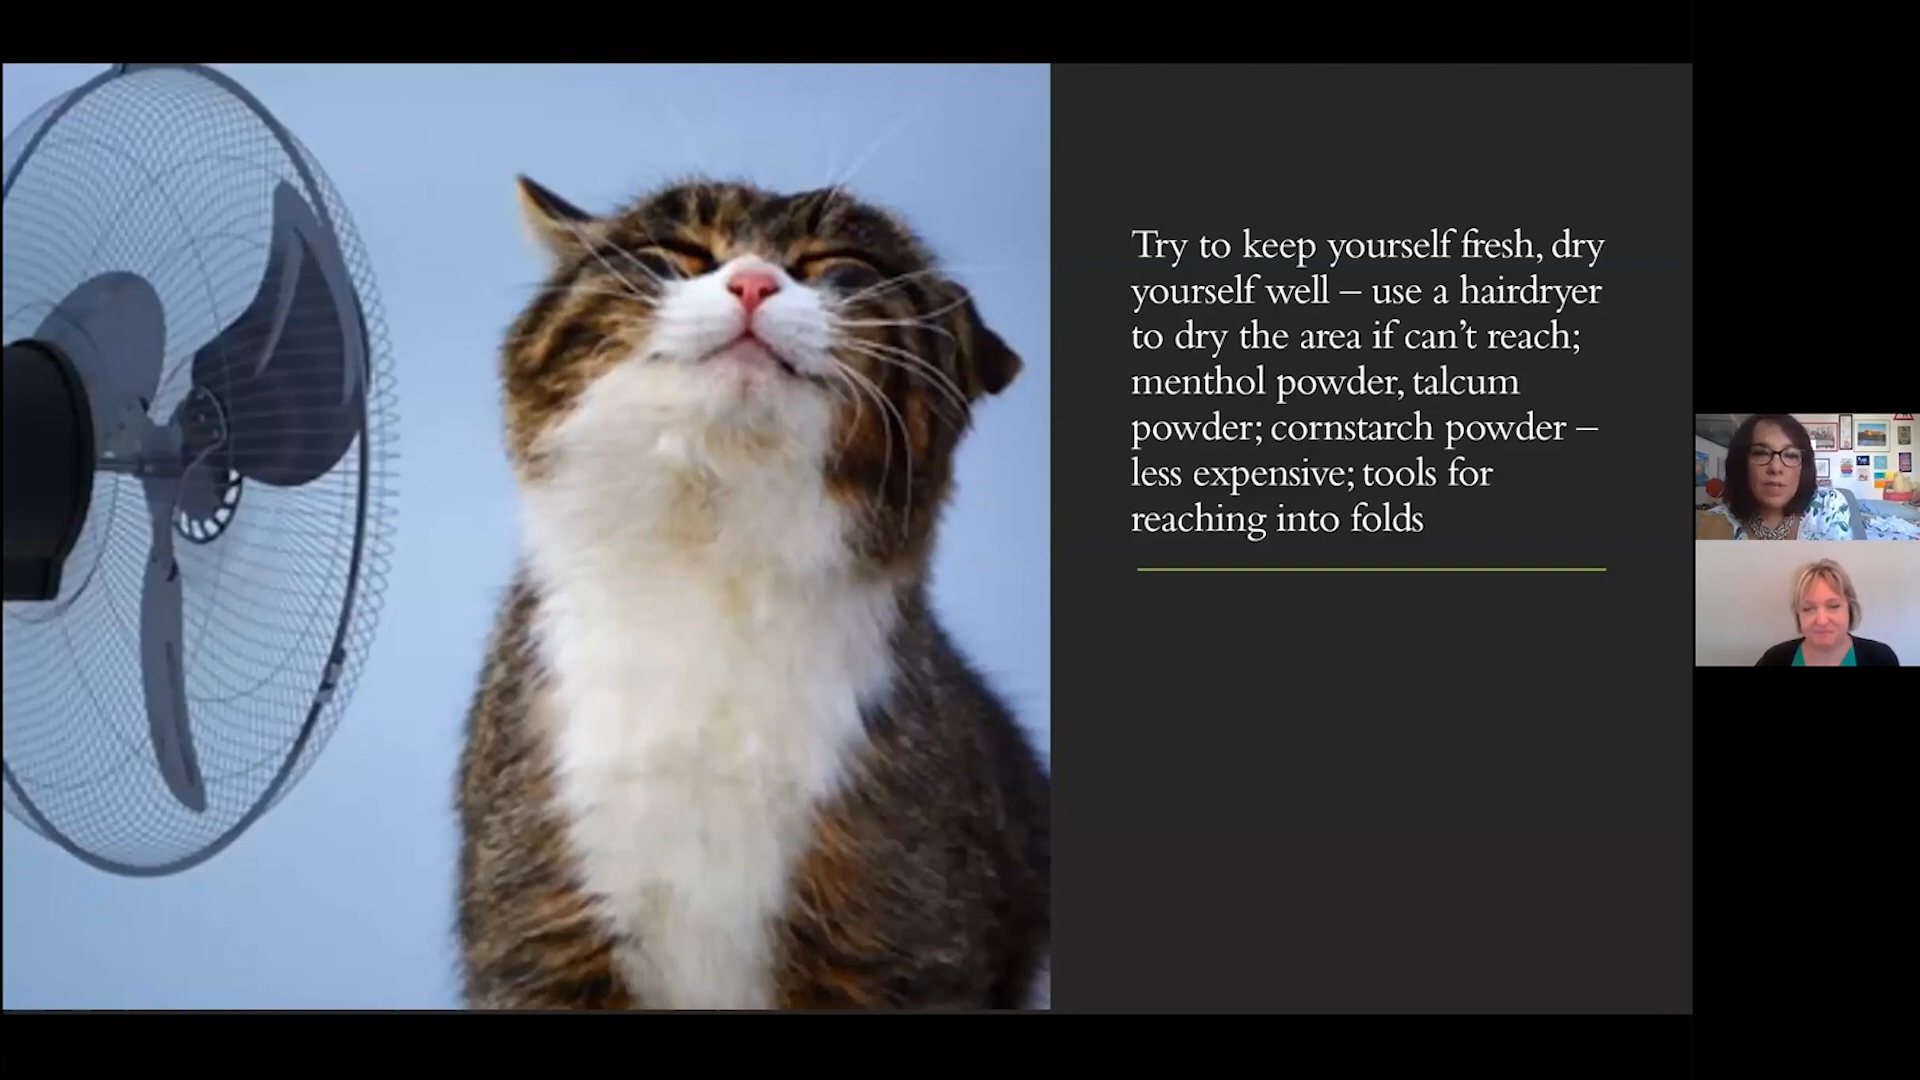 Try to keep yourself fresh, dry
yourself well – use a hairdryer
to dry the area if can’t reach;
menthol powder, talcum
powder; cornstarch powder –
less expensive; tools for
reaching into folds